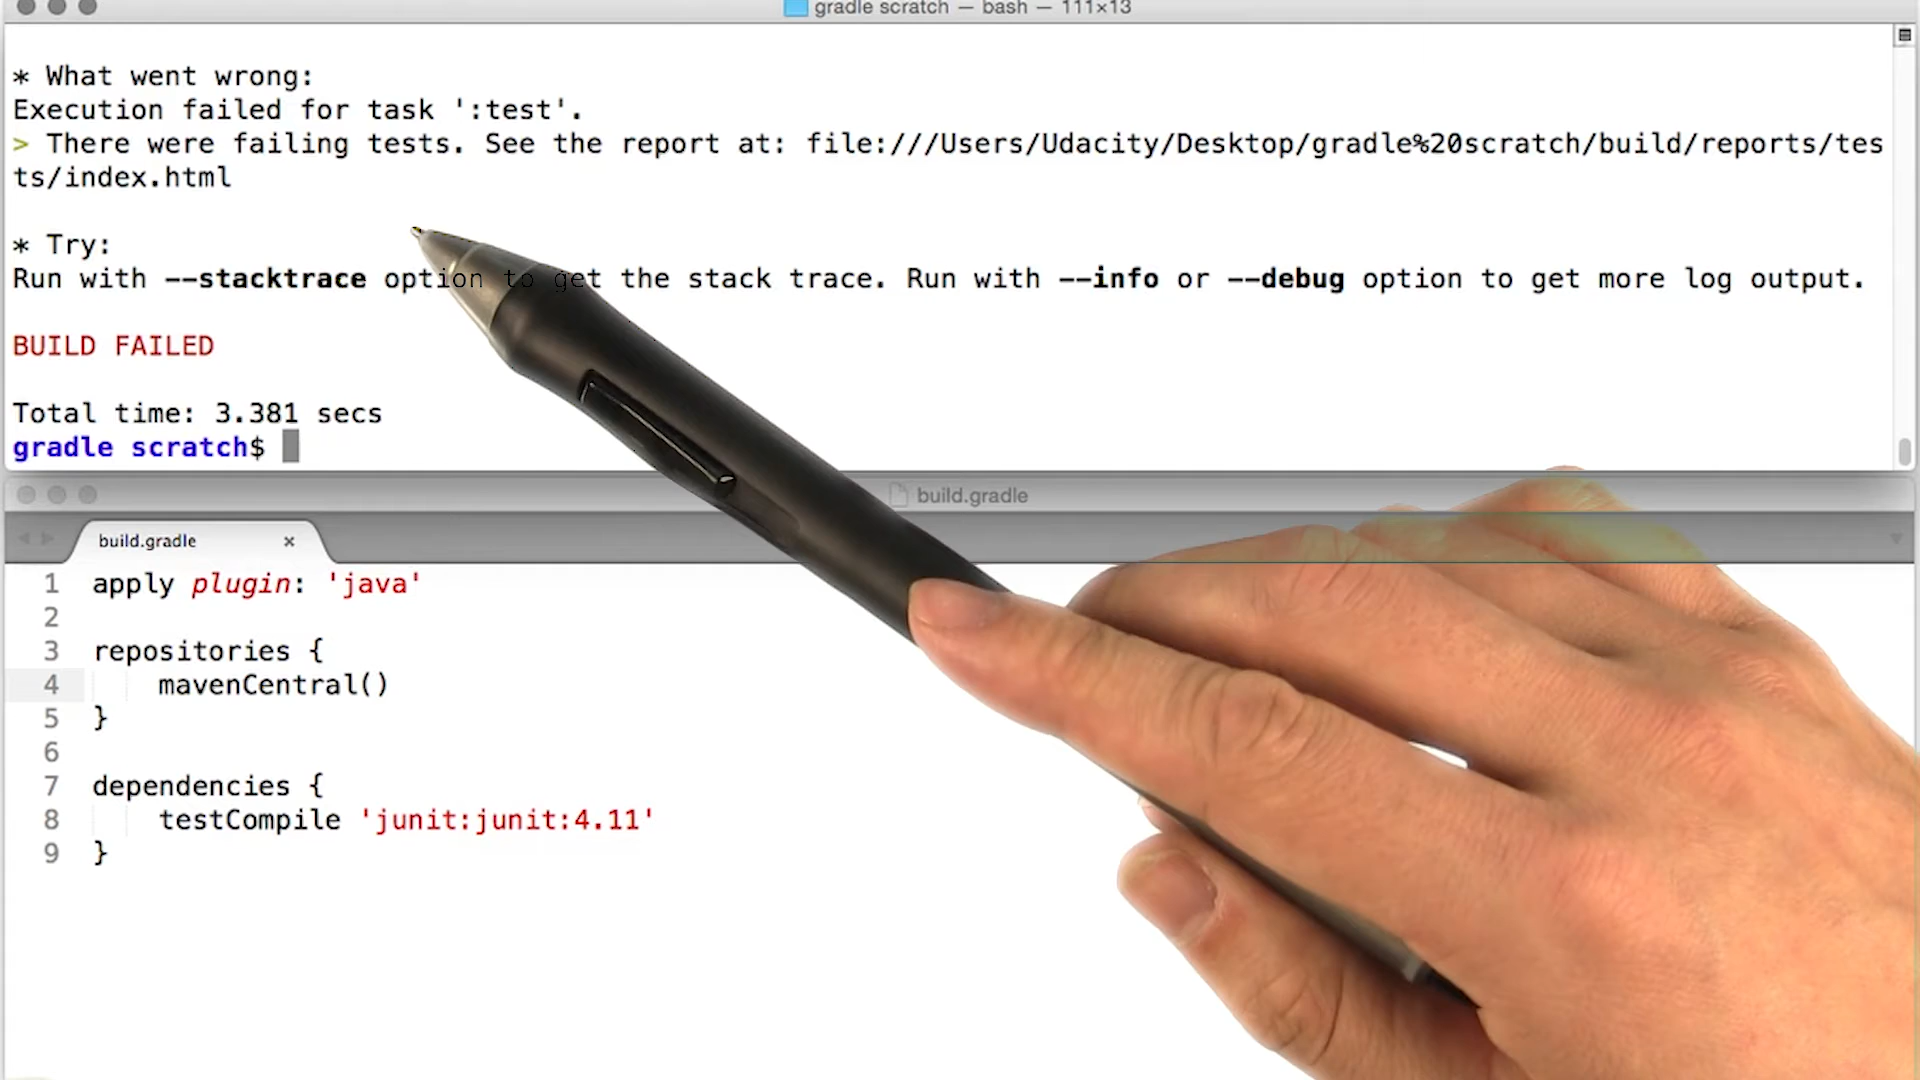 gradle scratch — bash — 111×13
* What went wrong:
Execution failed for task ':test'.
> There were failing tests. See the report at: file:///Users/Udacity/Desktop/gradle%20scratch/build/reports/tes
ts/index.html
* Try:
Run with --stacktrace option to get the stack trace. Run with --info or --debug option to get more log output.
BUILD FAILED
Total time: 3.381 secs
gradle scratch$
build.gradle
build.gradle ×
1 apply plugin: 'java'
2
3 repositories {
4 mavenCentral()
5 }
6
7 dependencies {
8 testCompile 'junit:junit:4.11'
9 }